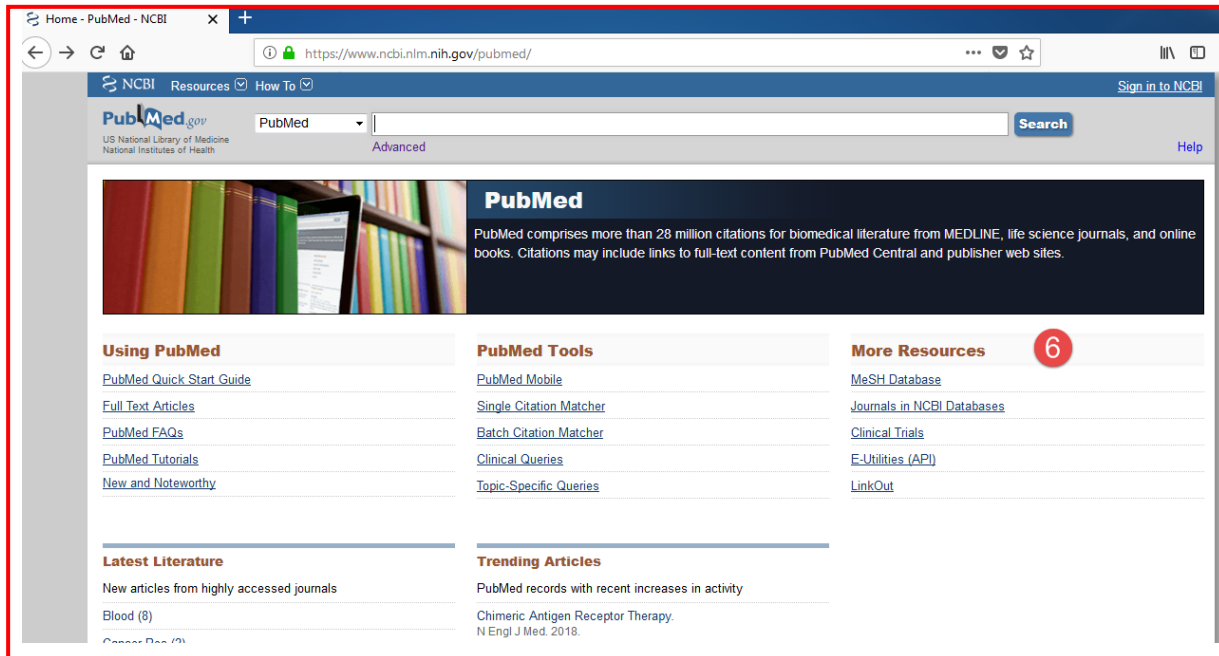 Home - PubMed - NCBI
https://www.ncbi.nlm.nih.gov/pubmed/
NCBI Resources How To Sign in to NCBI
PubMed.gov
US National Library of Medicine
National Institutes of Health
PubMed
Search
Advanced
Help
PubMed
PubMed comprises more than 28 million citations for biomedical literature from MEDLINE, life science journals, and online
books. Citations may include links to full-text content from PubMed Central and publisher web sites.
Using PubMed
PubMed Quick Start Guide
Full Text Articles
PubMed FAQs
PubMed Tutorials
New and Noteworthy
PubMed Tools
PubMed Mobile
Single Citation Matcher
Batch Citation Matcher
Clinical Queries
Topic-Specific Queries
More Resources 6
MeSH Database
Journals in NCBI Databases
Clinical Trials
E-Utilities (API)
LinkOut
Latest Literature
New articles from highly accessed journals
Blood (8)
Trending Articles
PubMed records with recent increases in activity
Chimeric Antigen Receptor Therapy.
N Engl J Med. 2018.